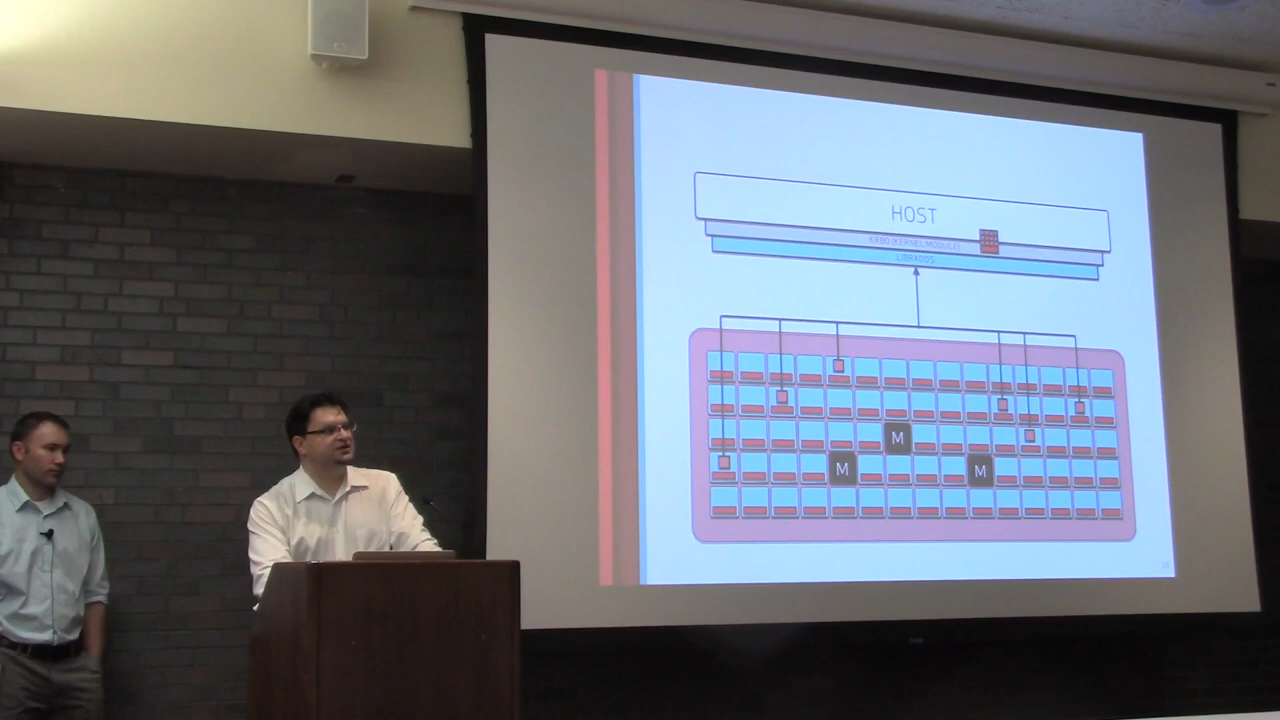 HOST
KRBD (KERNEL MODULE)
LIBRADOS
M
M
M